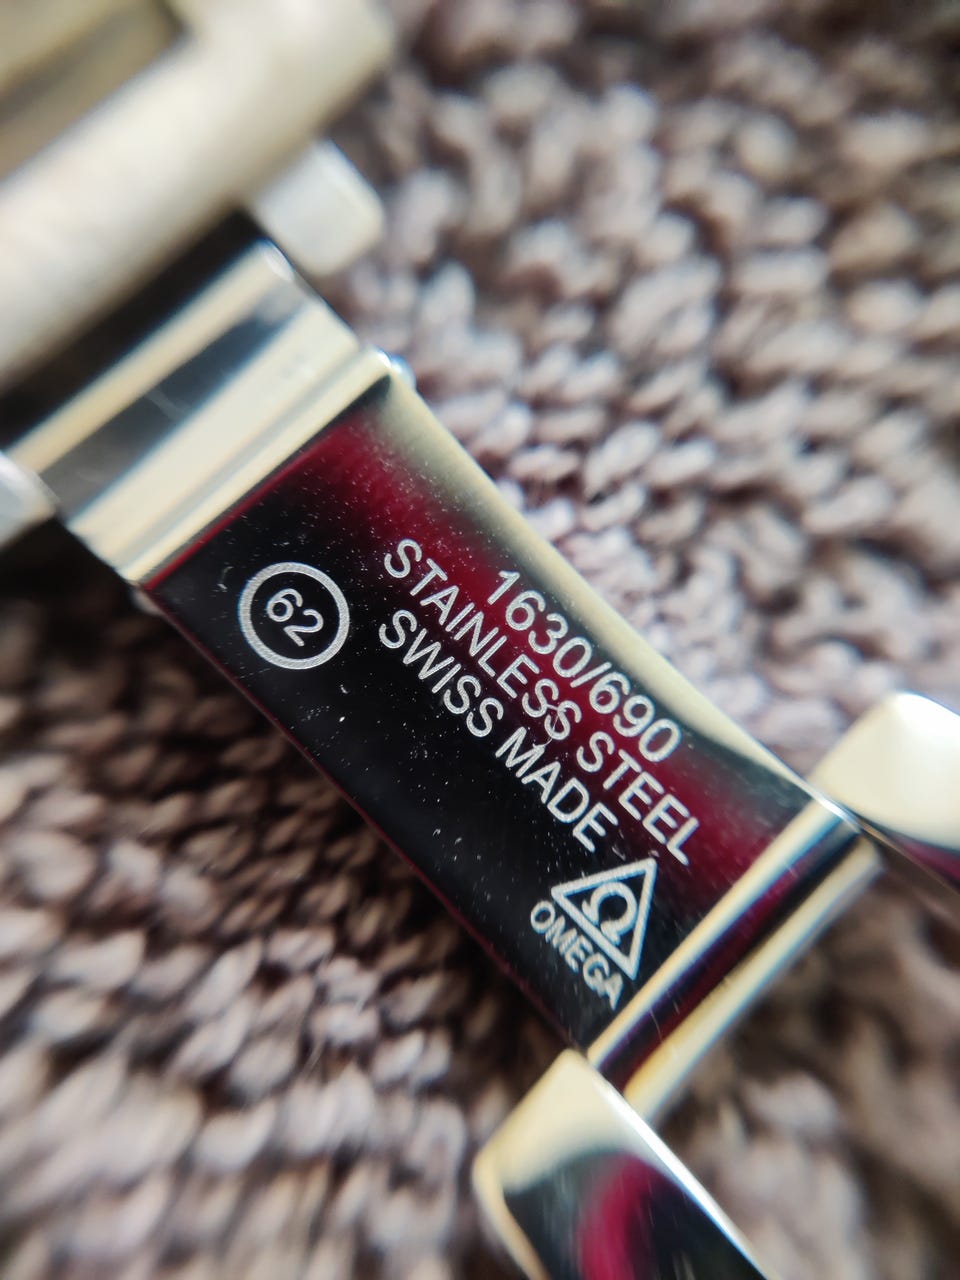 62
1630/690
STAINLESS STEEL
SWISS MADE
Ω
OMEGA